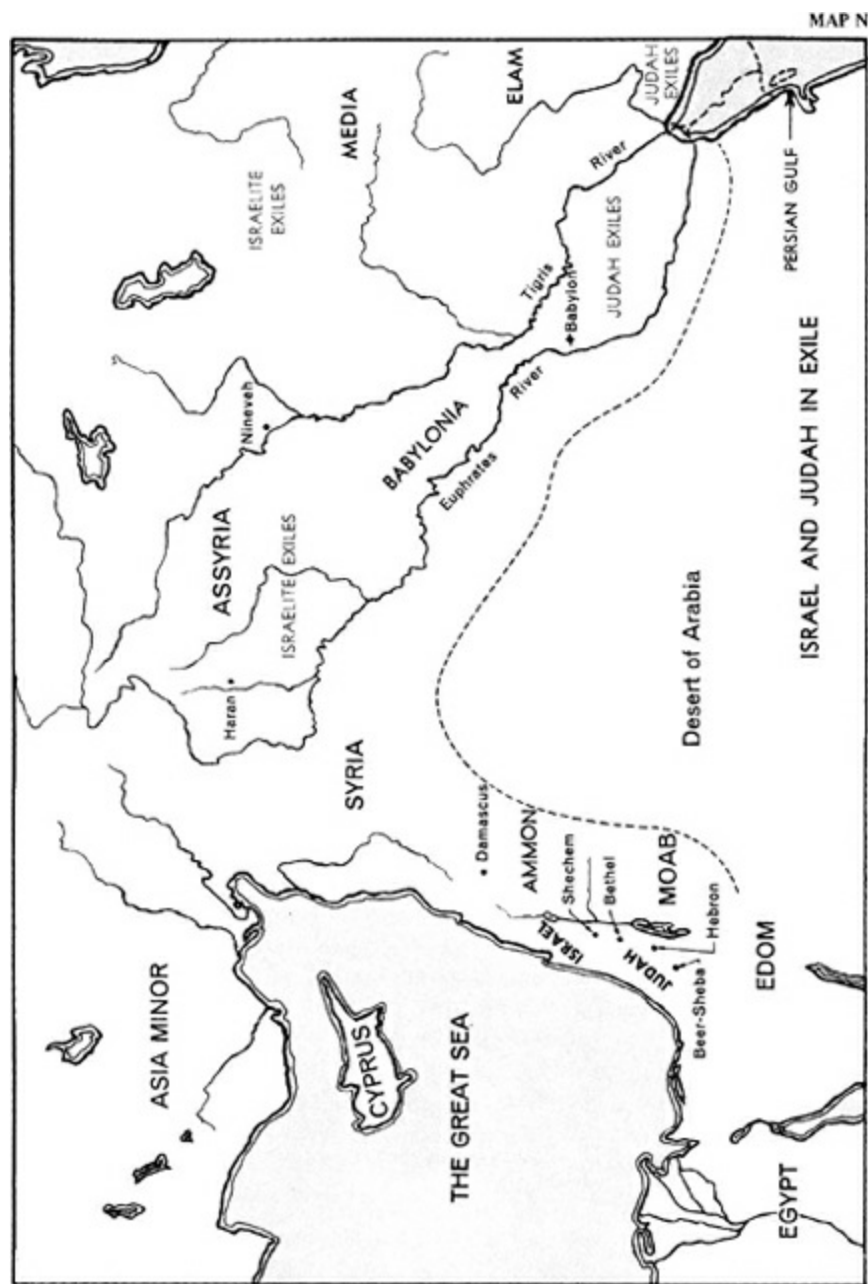 MAP N
ASIA MINOR
CYPRUS
THE GREAT SEA
EGYPT
SYRIA
Haran
ASSYRIA
ISRAELITE EXILES
Nineveh
BABYLONIA
Euphrates
River
Tigris
River
Babylon
JUDAH EXILES
ISRAELITE
EXILES
MEDIA
ELAM
JUDAH
EXILES
PERSIAN GULF
Damascus
AMMON
Shechem
Bethel
ISRAEL
JUDAH
MOAB
Hebron
Beer-Sheba
EDOM
Desert of Arabia
ISRAEL AND JUDAH IN EXILE